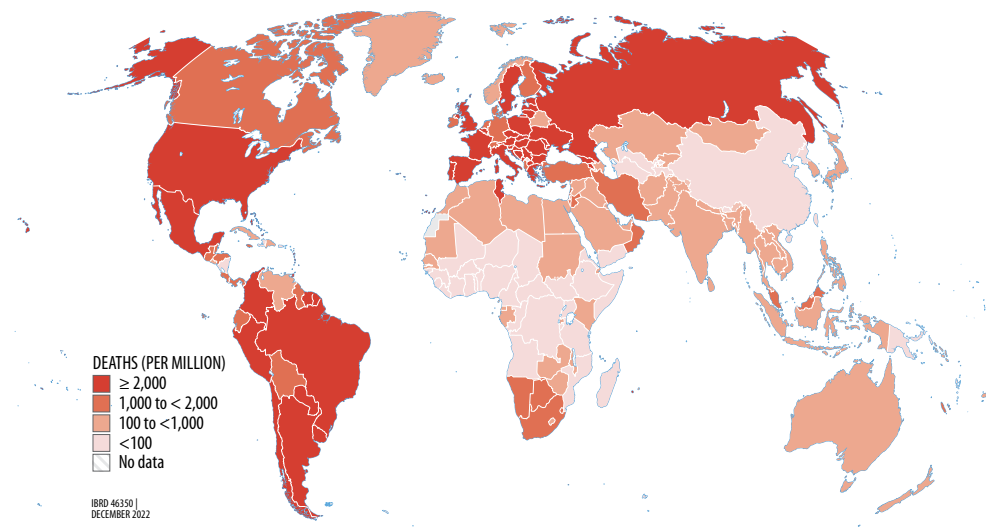 DEATHS (PER MILLION)
≥ 2,000
1,000 to < 2,000
100 to <1,000
<100
No data
IBRD 46350 |
DECEMBER 2022